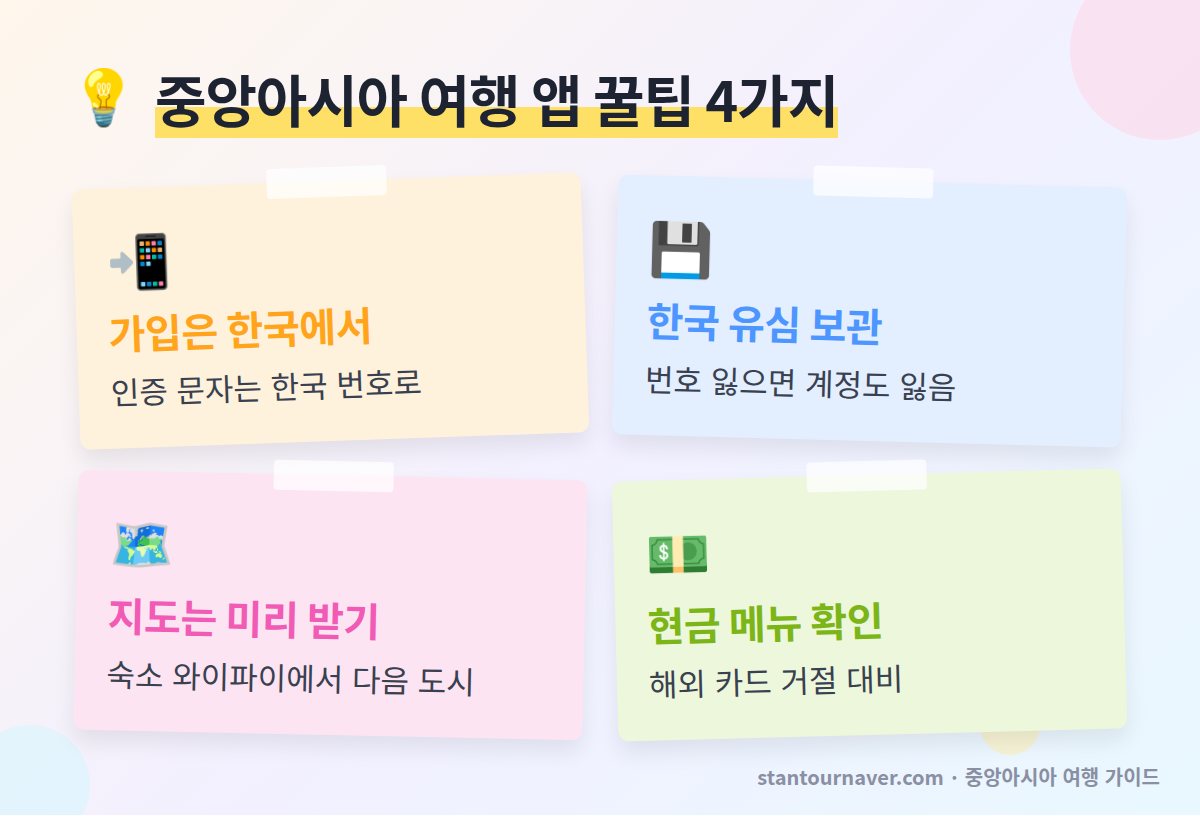 중앙아시아 여행 앱 꿀팁 4가지
가입은 한국에서
인증 문자는 한국 번호로
한국 유심 보관
번호 잃으면 계정도 잃음
지도는 미리 받기
숙소 와이파이에서 다음 도시
현금 메뉴 확인
해외 카드 거절 대비
stantournaver.com · 중앙아시아 여행 가이드